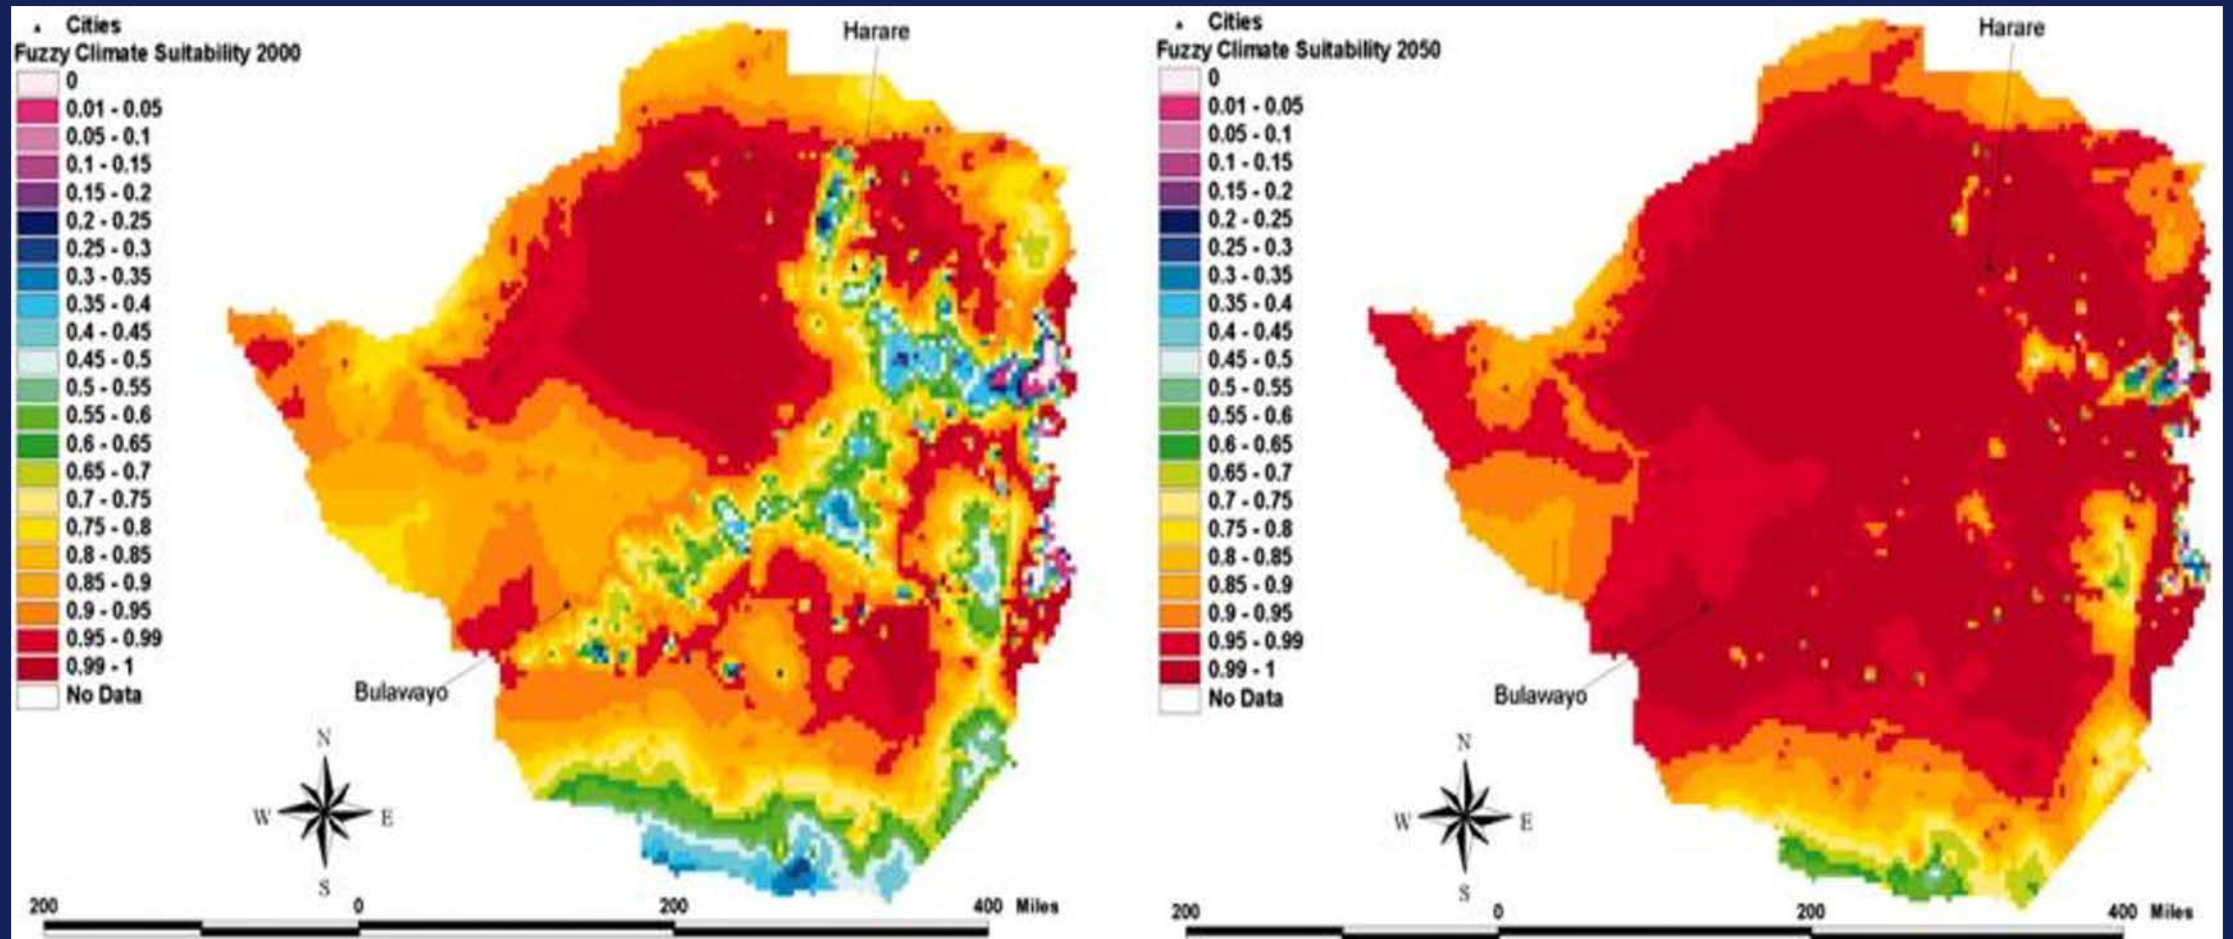 Cities
Fuzzy Climate Suitability 2000
0
0.01 - 0.05
0.05 - 0.1
0.1 - 0.15
0.15 - 0.2
0.2 - 0.25
0.25 - 0.3
0.3 - 0.35
0.35 - 0.4
0.4 - 0.45
0.45 - 0.5
0.5 - 0.55
0.55 - 0.6
0.6 - 0.65
0.65 - 0.7
0.7 - 0.75
0.75 - 0.8
0.8 - 0.85
0.85 - 0.9
0.9 - 0.95
0.95 - 0.99
0.99 - 1
No Data
Harare
Bulawayo
N
W E
S
200 0 200 400 Miles
Cities
Fuzzy Climate Suitability 2050
0
0.01 - 0.05
0.05 - 0.1
0.1 - 0.15
0.15 - 0.2
0.2 - 0.25
0.25 - 0.3
0.3 - 0.35
0.35 - 0.4
0.4 - 0.45
0.45 - 0.5
0.5 - 0.55
0.55 - 0.6
0.6 - 0.65
0.65 - 0.7
0.7 - 0.75
0.75 - 0.8
0.8 - 0.85
0.85 - 0.9
0.9 - 0.95
0.95 - 0.99
0.99 - 1
No Data
Harare
Bulawayo
N
W E
S
200 0 200 400 Miles